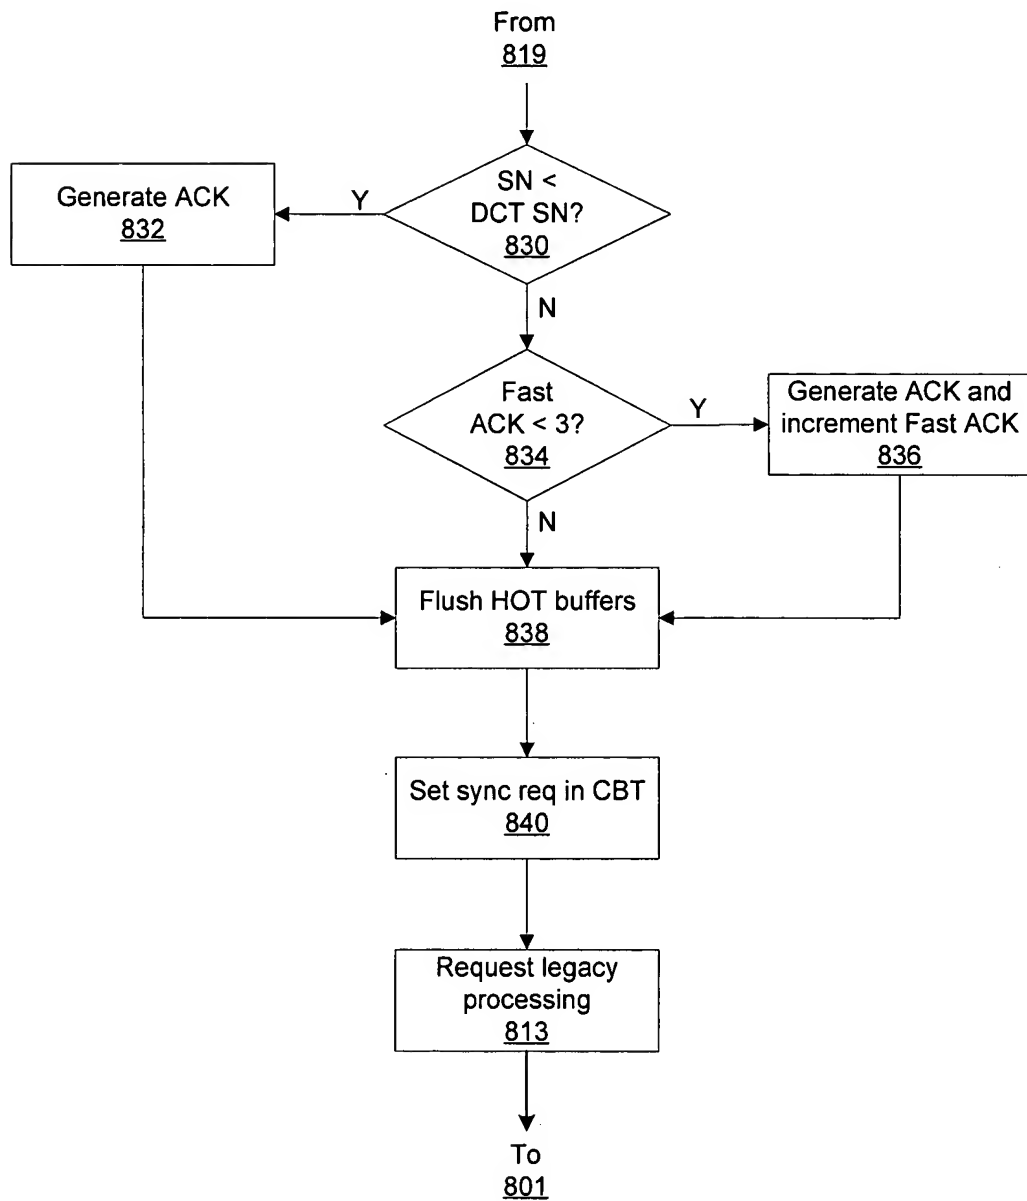 From
819
SN <
DCT SN?
830
Y
Generate ACK
832
N
Fast
ACK < 3?
834
Y
Generate ACK and
increment Fast ACK
836
N
Flush HOT buffers
838
Set sync req in CBT
840
Request legacy
processing
813
To
801